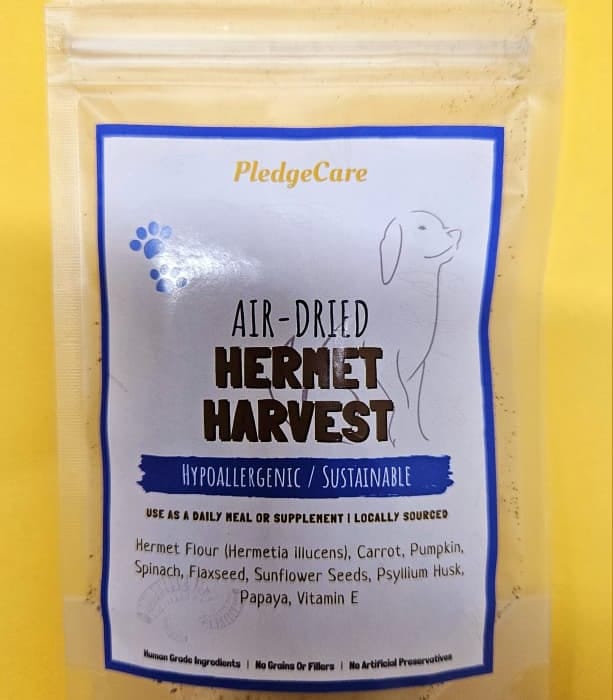 PledgeCare
AIR-DRIED
HERMET
HARVEST
HYPOALLERGENIC / SUSTAINABLE
USE AS A DAILY MEAL OR SUPPLEMENT | LOCALLY SOURCED
Hermet Flour (Hermetia illucens), Carrot, Pumpkin,
Spinach, Flaxseed, Sunflower Seeds, Psyllium Husk,
Papaya, Vitamin E
Human Grade Ingredients | No Grains Or Fillers | No Artificial Preservatives